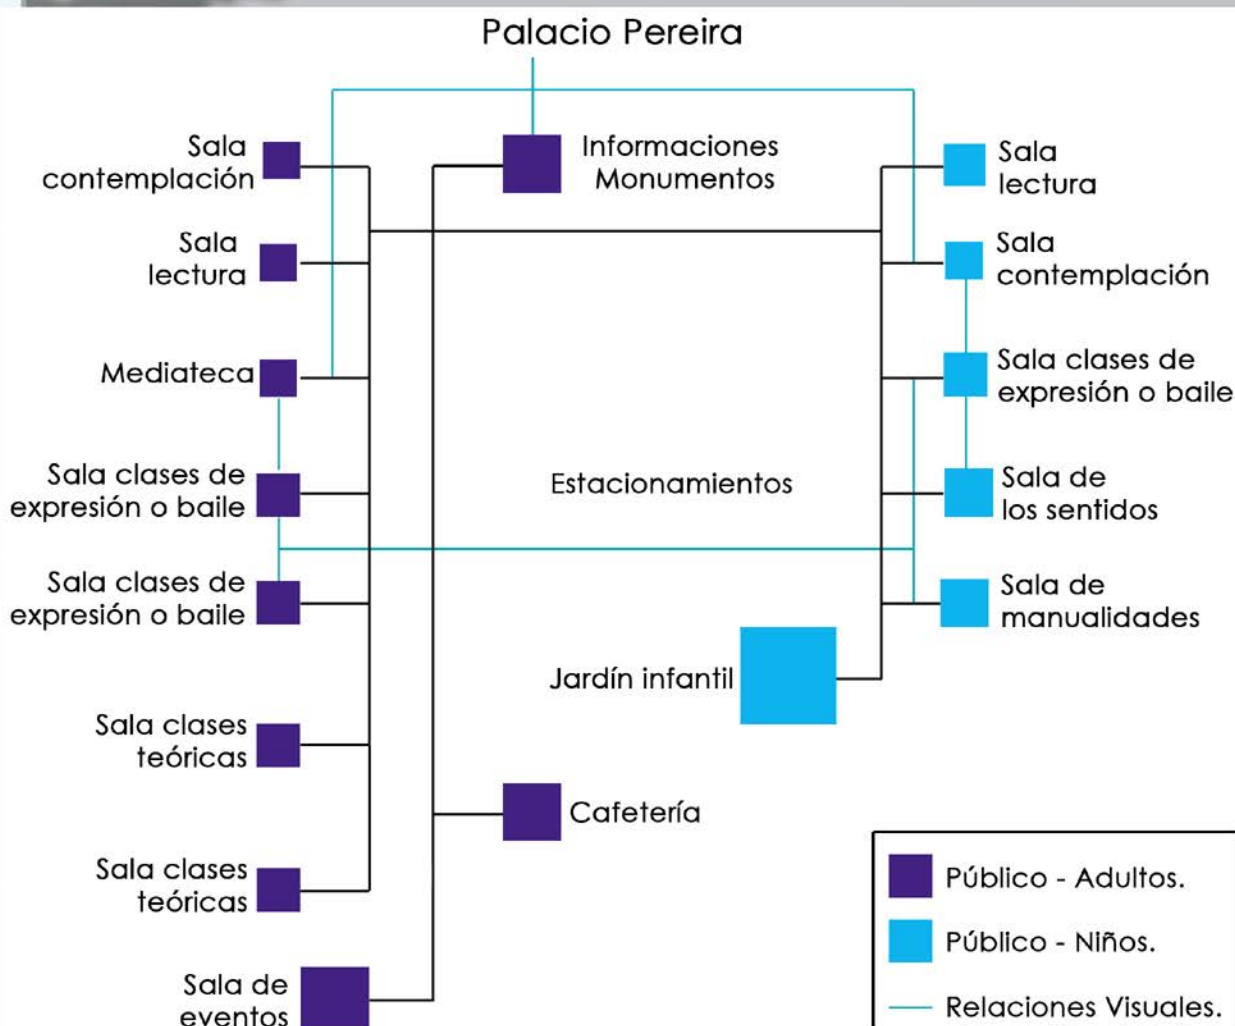 Palacio Pereira
Sala
contemplación
Sala
lectura
Mediateca
Sala clases de
expresión o baile
Sala clases de
expresión o baile
Sala clases
teóricas
Sala clases
teóricas
Sala de
eventos
Informaciones
Monumentos
Estacionamientos
Jardín infantil
Cafetería
Sala
lectura
Sala
contemplación
Sala clases de
expresión o baile
Sala de
los sentidos
Sala de
manualidades
Público - Adultos.
Público - Niños.
Relaciones Visuales.